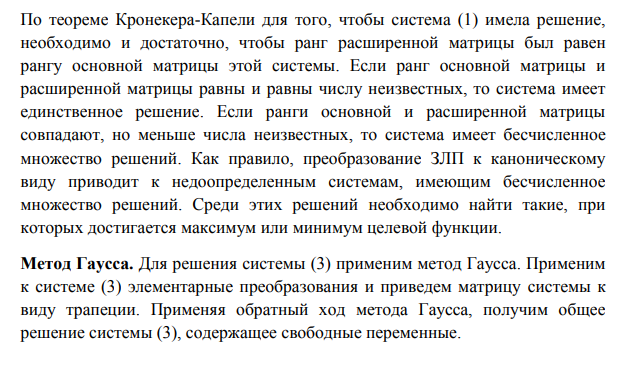 По теореме Кронекера-Капели для того, чтобы система (1) имела решение,
необходимо и достаточно, чтобы ранг расширенной матрицы был равен
рангу основной матрицы этой системы. Если ранг основной матрицы и
расширенной матрицы равны и равны числу неизвестных, то система имеет
единственное решение. Если ранги основной и расширенной матрицы
совпадают, но меньше числа неизвестных, то система имеет бесчисленное
множество решений. Как правило, преобразование ЗЛП к каноническому
виду приводит к недоопределенным системам, имеющим бесчисленное
множество решений. Среди этих решений необходимо найти такие, при
которых достигается максимум или минимум целевой функции.
Метод Гаусса. Для решения системы (3) применим метод Гаусса. Применим
к системе (3) элементарные преобразования и приведем матрицу системы к
виду трапеции. Применяя обратный ход метода Гаусса, получим общее
решение системы (3), содержащее свободные переменные.